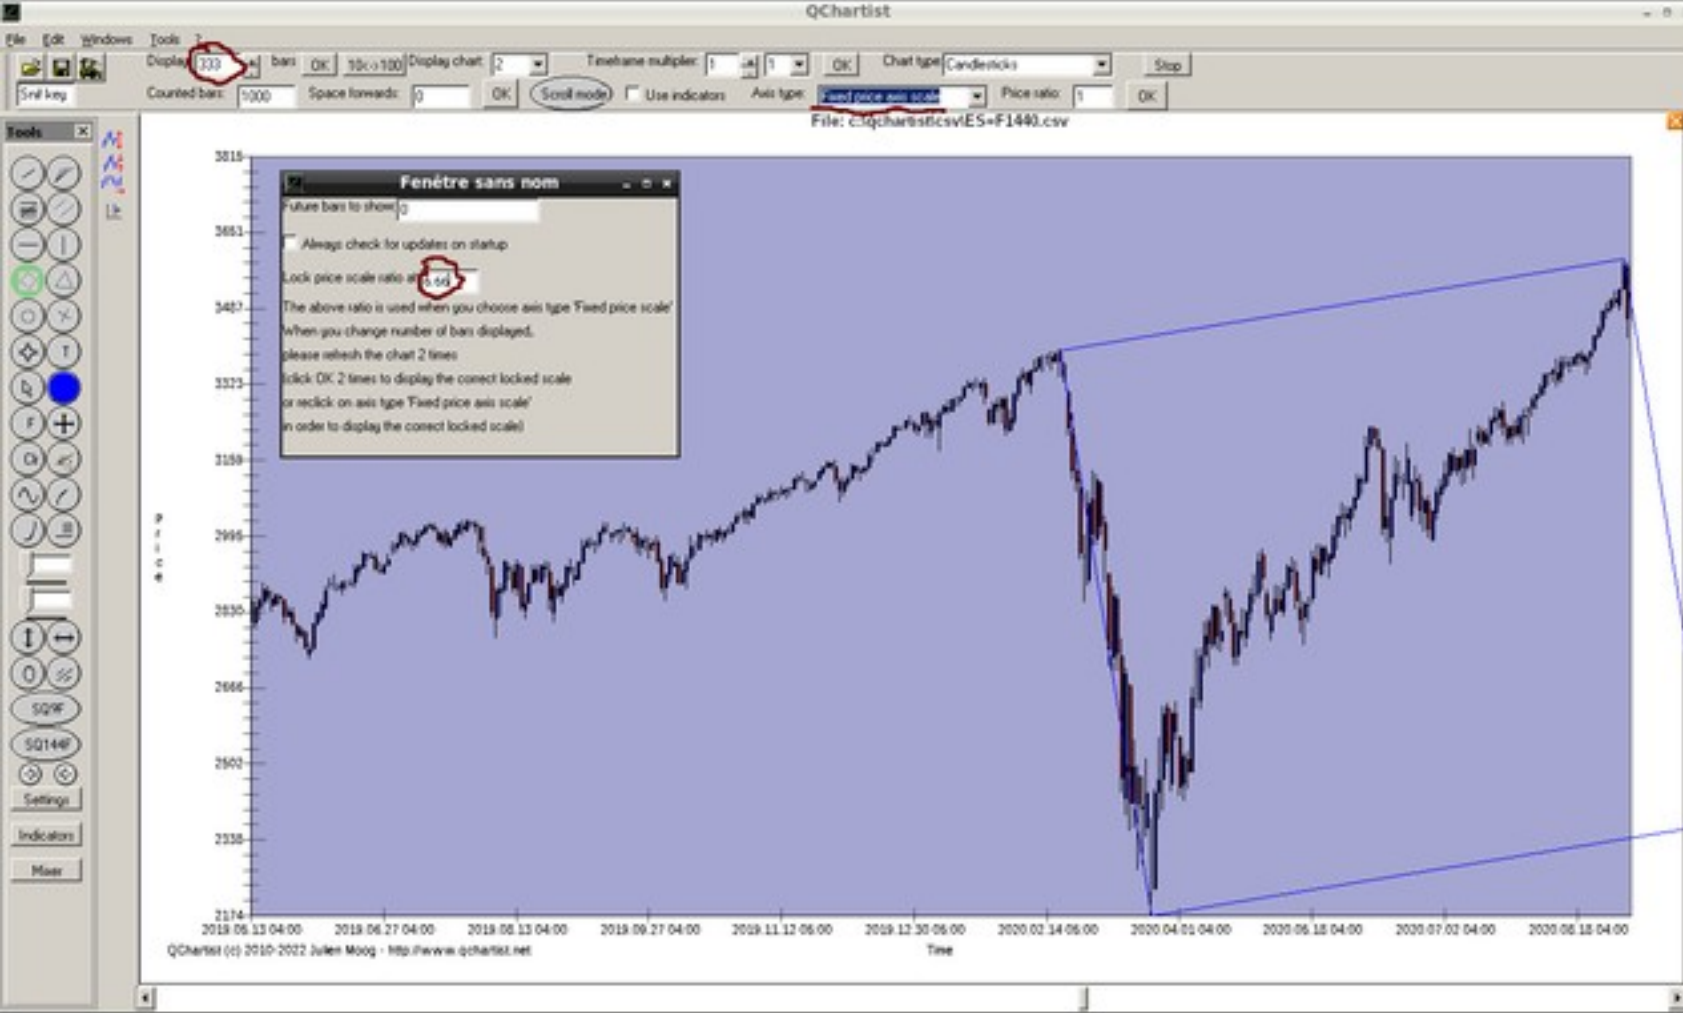 QChartist
File Edit Windows Tools ?
Display 333 bars OK 10<->100 Display chart: 2 Timeframe multiplier: 1 1 OK Chart type Candlesticks Stop
Snif key Counted bars: 1000 Space forwards: 0 OK Scroll mode Use indicators Axis type: Fixed price axis scale Price ratio: 1 OK
File: c:\qchartist\csv\ES=F1440.csv
Tools
Fenêtre sans nom
Future bars to show: 0
Always check for updates on startup
Lock price scale ratio at 6.66
The above ratio is used when you choose axis type 'Fixed price scale'
When you change number of bars displayed,
please refresh the chart 2 times
(click OK 2 times to display the correct locked scale
or reclick on axis type 'Fixed price axis scale'
in order to display the correct locked scale)
3815
3651
3487
3323
3159
2995
2830
2666
2502
2338
2174
Price
T
F
SQ9F
SQ144F
Settings
Indicators
Mixer
2019.05.13 04:00 2019.06.27 04:00 2019.08.13 04:00 2019.09.27 04:00 2019.11.12 05:00 2019.12.30 05:00 2020.02.14 05:00 2020.04.01 04:00 2020.05.18 04:00 2020.07.02 04:00 2020.08.18 04:00
QChartist (c) 2010-2022 Julien Moog - http://www.qchartist.net
Time